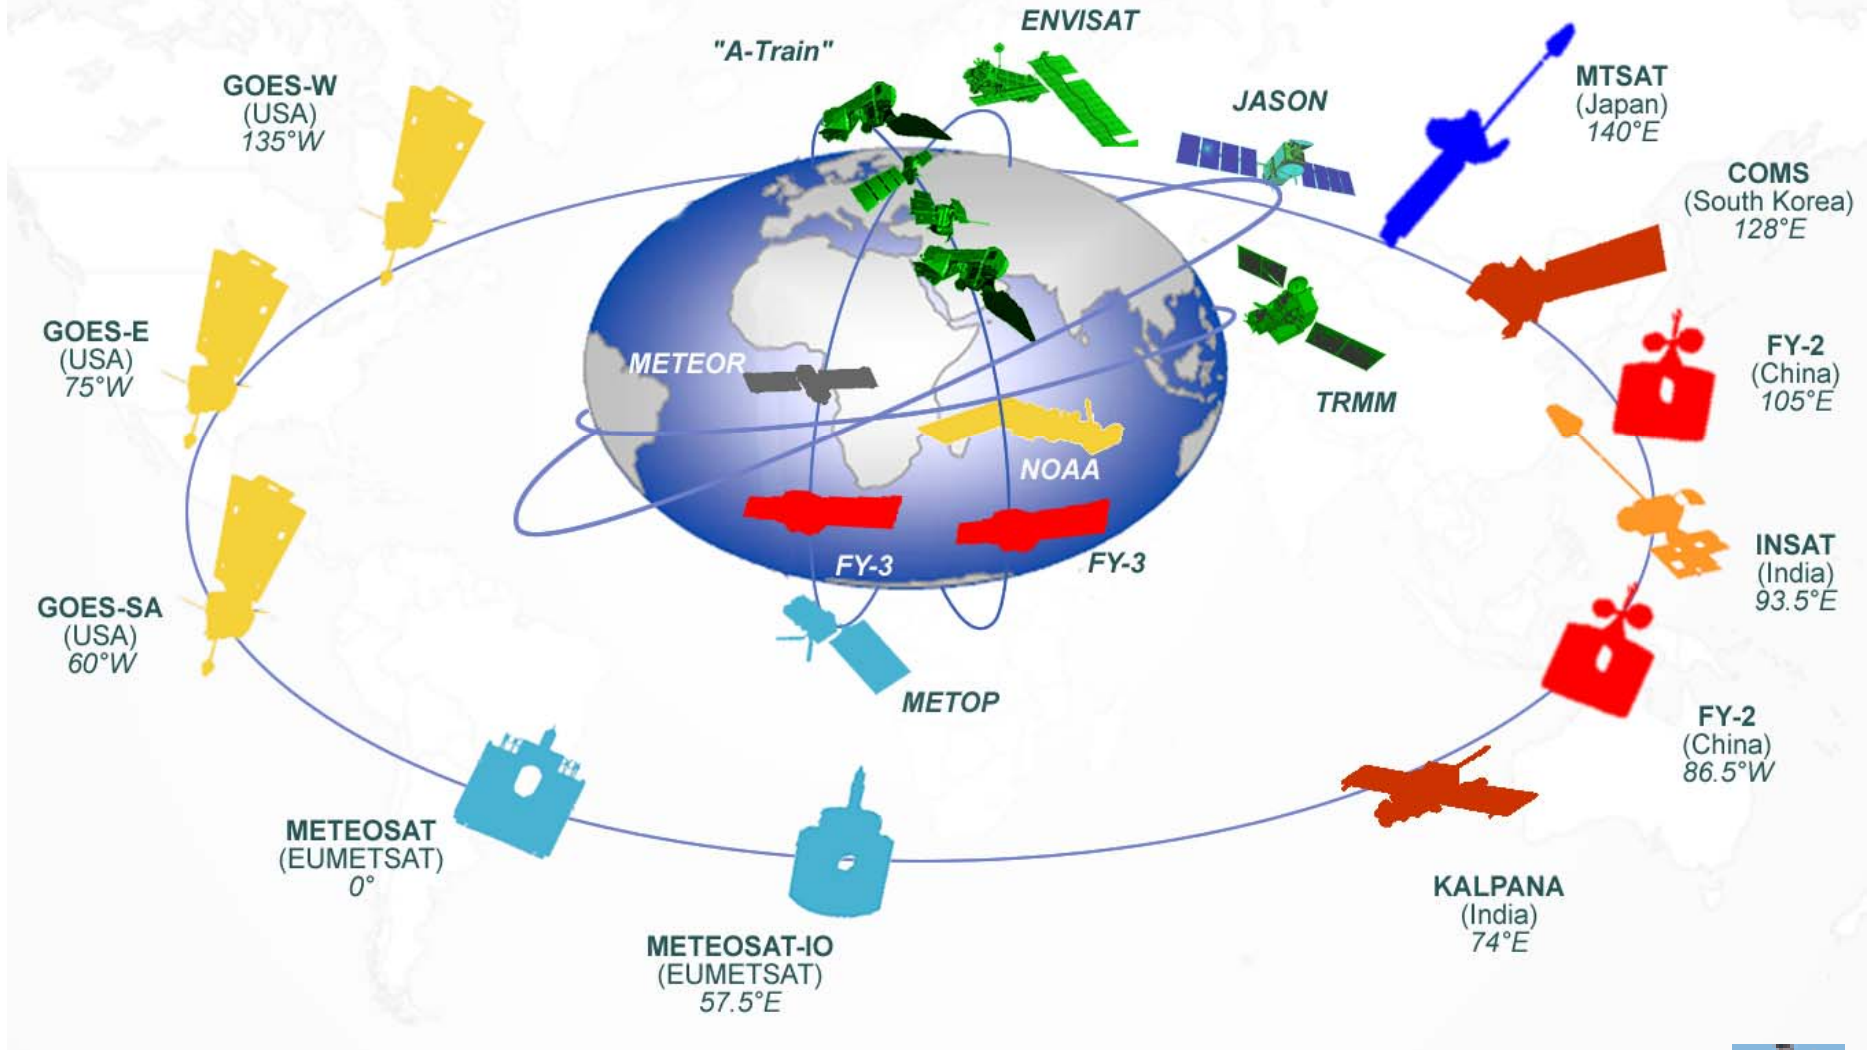 ENVISAT
"A-Train"
GOES-W
(USA)
135°W
JASON
MTSAT
(Japan)
140°E
COMS
(South Korea)
128°E
GOES-E
(USA)
75°W
METEOR
FY-2
(China)
105°E
TRMM
NOAA
INSAT
(India)
93.5°E
FY-3
FY-3
GOES-SA
(USA)
60°W
METOP
FY-2
(China)
86.5°W
METEOSAT
(EUMETSAT)
0°
KALPANA
(India)
74°E
METEOSAT-IO
(EUMETSAT)
57.5°E